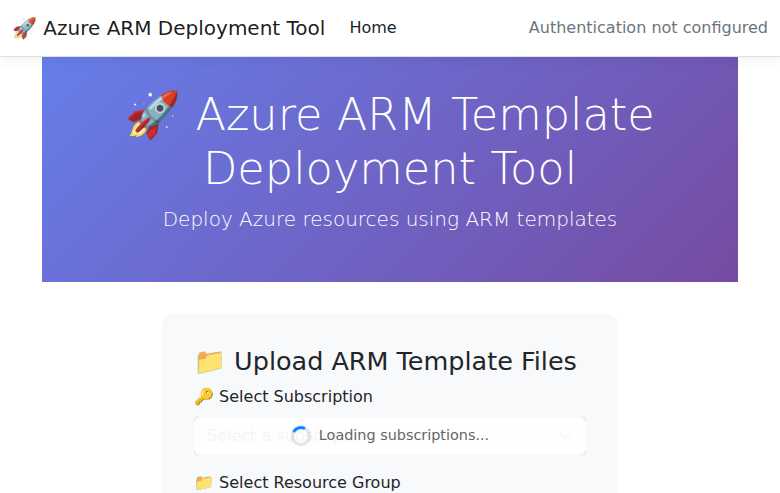 🚀 Azure ARM Deployment Tool Home Authentication not configured
🚀 Azure ARM Template
Deployment Tool
Deploy Azure resources using ARM templates
📁 Upload ARM Template Files
🔑 Select Subscription
Select a Loading subscriptions...
📁 Select Resource Group